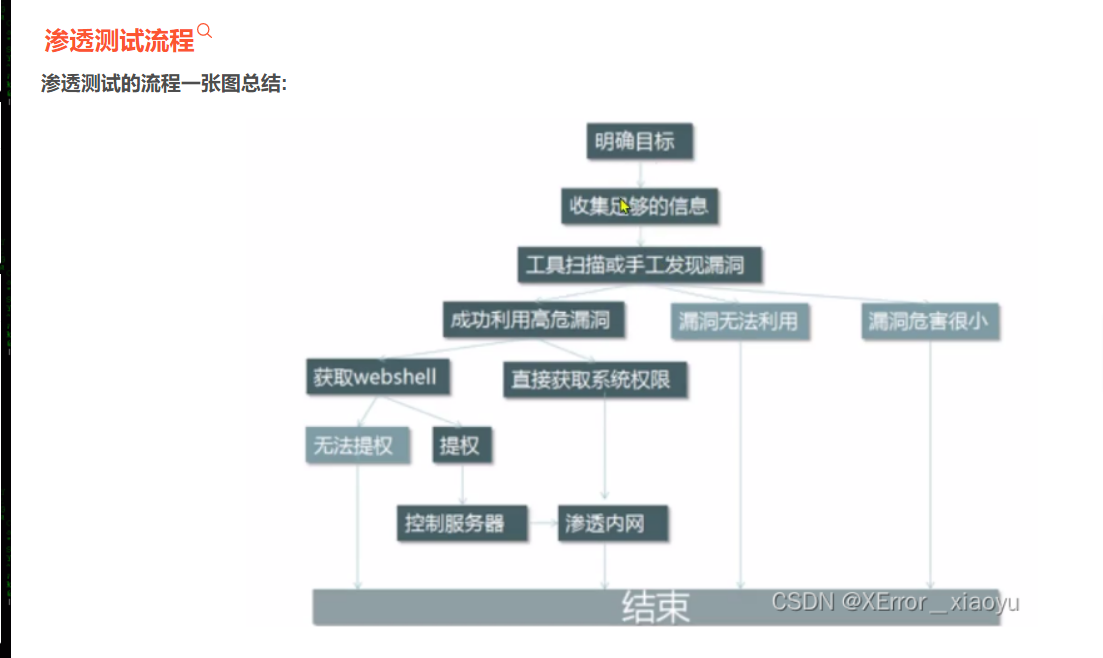 渗透测试流程
渗透测试的流程一张图总结:
明确目标
收集足够的信息
工具扫描或手工发现漏洞
成功利用高危漏洞
漏洞无法利用
漏洞危害很小
获取webshell
直接获取系统权限
无法提权
提权
控制服务器
渗透内网
结束
CSDN @XError_xiaoyu